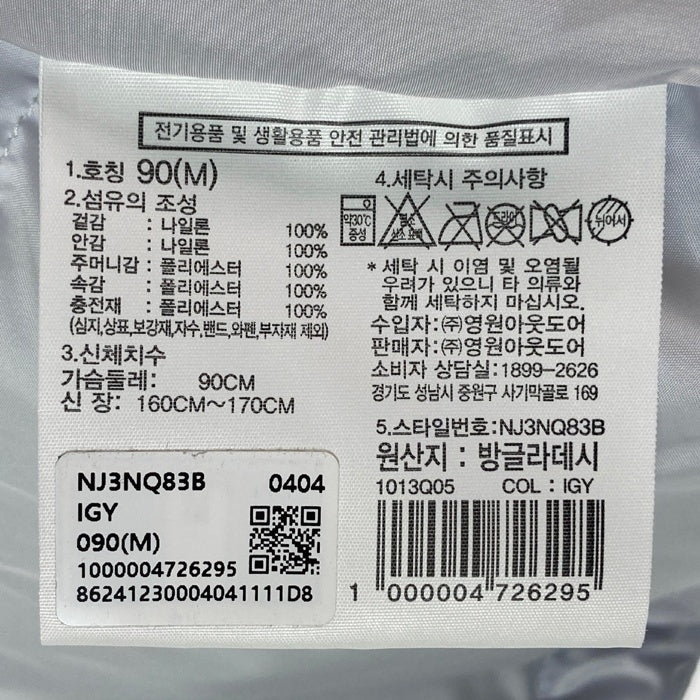 전기용품 및 생활용품 안전 관리법에 의한 품질표시
1.호칭 90(M)
2.섬유의 조성
겉감 : 나일론 100%
안감 : 나일론 100%
주머니감 : 폴리에스터 100%
속감 : 폴리에스터 100%
충전재 : 폴리에스터 100%
(심지,상표,보강재,자수,밴드,와펜,부자재 제외)
3.신체치수
가슴둘레: 90CM
신 장: 160CM~170CM
4.세탁시 주의사항
약30℃
중성
염소
산소 표백
드라이
뉘어서
* 세탁 시 이염 및 오염될
우려가 있으니 타 의류와
함께 세탁하지 마십시오.
수입자:(주)영원아웃도어
판매자:(주)영원아웃도어
소비자 상담실:1899-2626
경기도 성남시 중원구 사기막골로 169
5.스타일번호:NJ3NQ83B
원산지 : 방글라데시
1013Q05 COL : IGY
1 000004 726295
NJ3NQ83B 0404
IGY
090(M)
1000004726295
86241230004041111D8